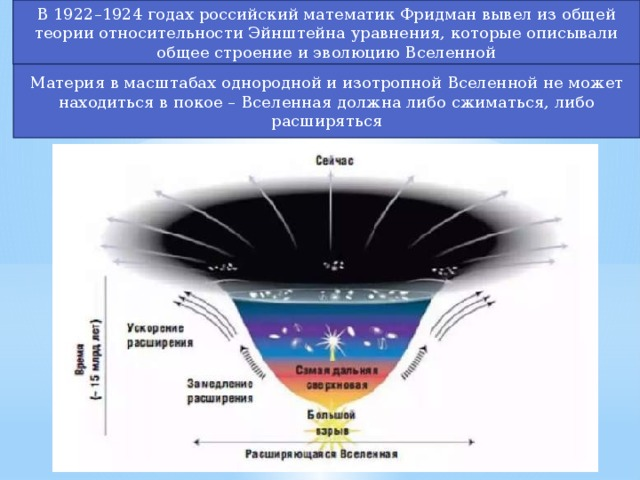 В 1922–1924 годах российский математик Фридман вывел из общей
теории относительности Эйнштейна уравнения, которые описывали
общее строение и эволюцию Вселенной
Материя в масштабах однородной и изотропной Вселенной не может
находиться в покое – Вселенная должна либо сжиматься, либо
расширяться
Сейчас
Ускорение
расширения
Время
(~ 15 млрд лет)
Замедление
расширения
Самая дальняя
сверхновая
Большой
взрыв
Расширяющаяся Вселенная